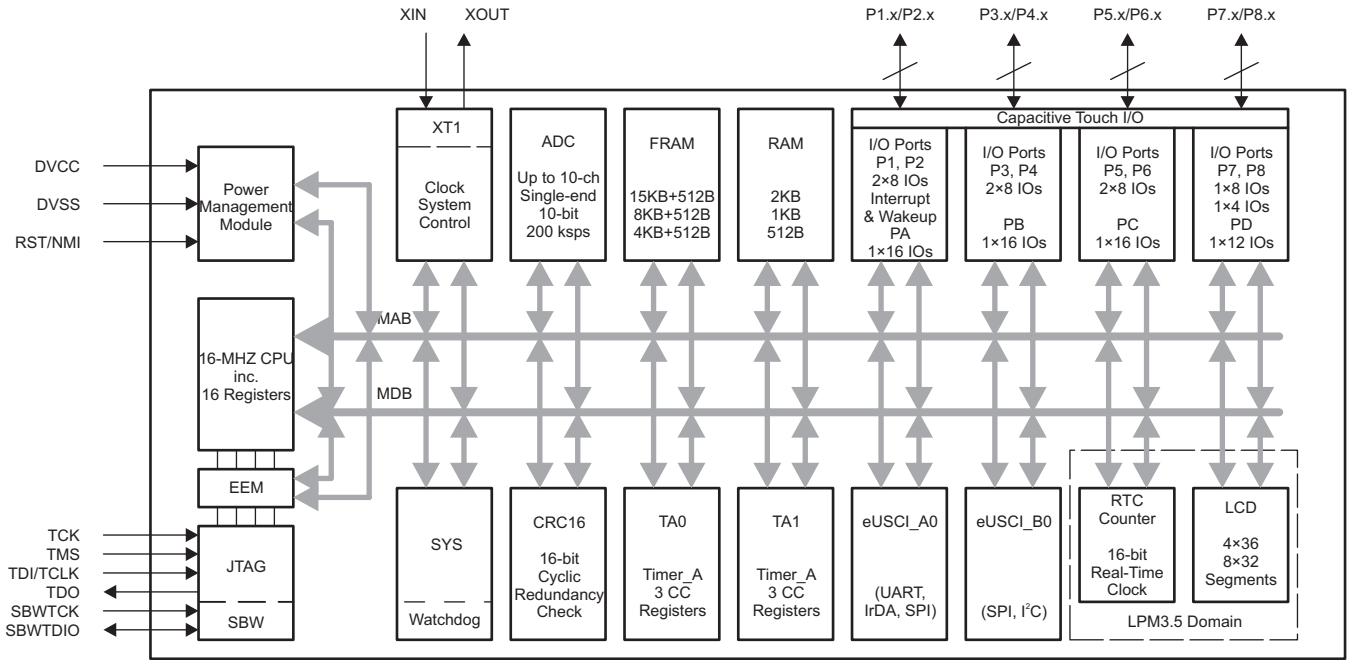 XIN
XOUT
P1.x/P2.x
P3.x/P4.x
P5.x/P6.x
P7.x/P8.x
DVCC
DVSS
RST/NMI
Power
Management
Module
XT1
Clock
System
Control
ADC
Up to 10-ch
Single-end
10-bit
200 ksps
FRAM
15KB+512B
8KB+512B
4KB+512B
RAM
2KB
1KB
512B
Capacitive Touch I/O
I/O Ports
P1, P2
2×8 IOs
Interrupt
& Wakeup
PA
1×16 IOs
I/O Ports
P3, P4
2×8 IOs
PB
1×16 IOs
I/O Ports
P5, P6
2×8 IOs
PC
1×16 IOs
I/O Ports
P7, P8
1×8 IOs
1×4 IOs
PD
1×12 IOs
MAB
MDB
16-MHZ CPU
inc.
16 Registers
EEM
TCK
TMS
TDI/TCLK
TDO
SBWTCK
SBWTDIO
JTAG
SBW
SYS
Watchdog
CRC16
16-bit
Cyclic
Redundancy
Check
TA0
Timer_A
3 CC
Registers
TA1
Timer_A
3 CC
Registers
eUSCI_A0
(UART,
IrDA, SPI)
eUSCI_B0
(SPI, I²C)
RTC
Counter
16-bit
Real-Time
Clock
LCD
4×36
8×32
Segments
LPM3.5 Domain